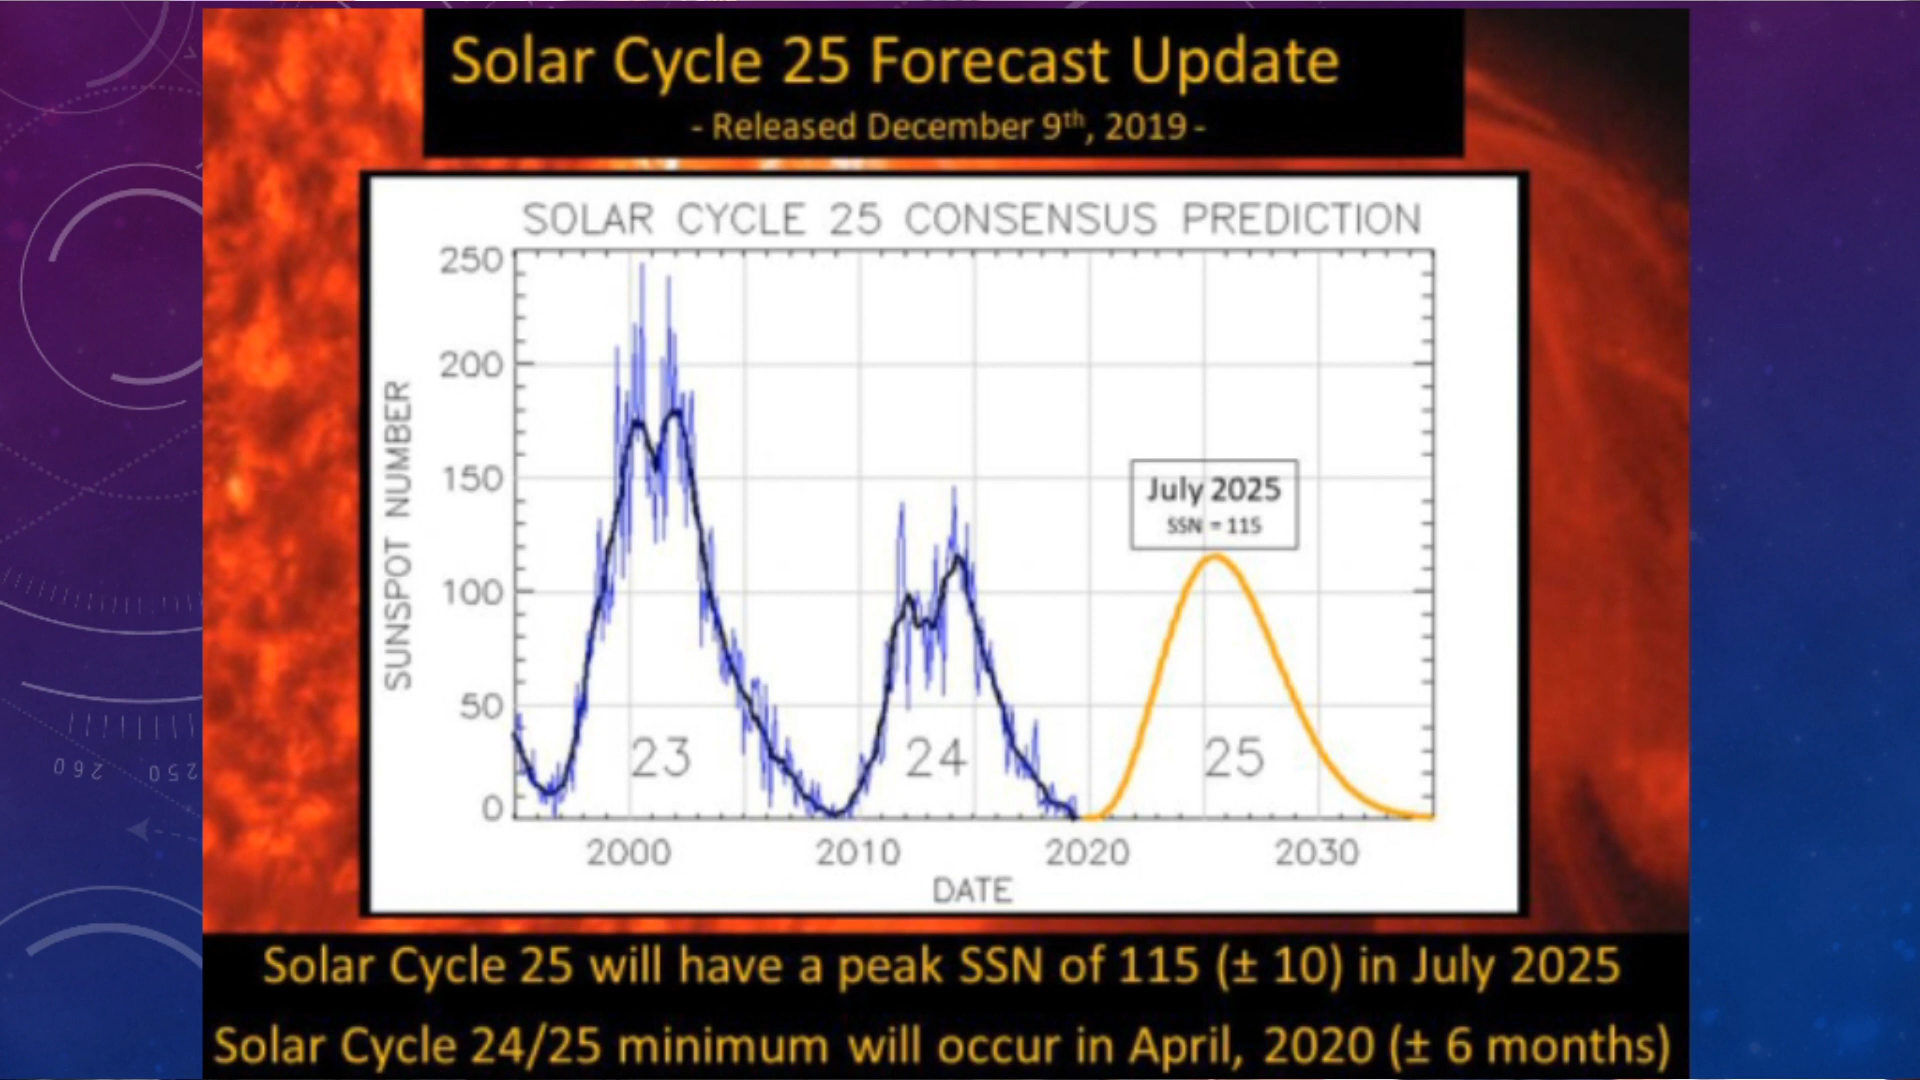 Solar Cycle 25 Forecast Update
- Released December 9th, 2019 -
SOLAR CYCLE 25 CONSENSUS PREDICTION
250
200
150
100
50
0
SUNSPOT NUMBER
July 2025
SSN = 115
23
24
25
2000 2010 2020 2030
DATE
260 250
Solar Cycle 25 will have a peak SSN of 115 (± 10) in July 2025
Solar Cycle 24/25 minimum will occur in April, 2020 (± 6 months)